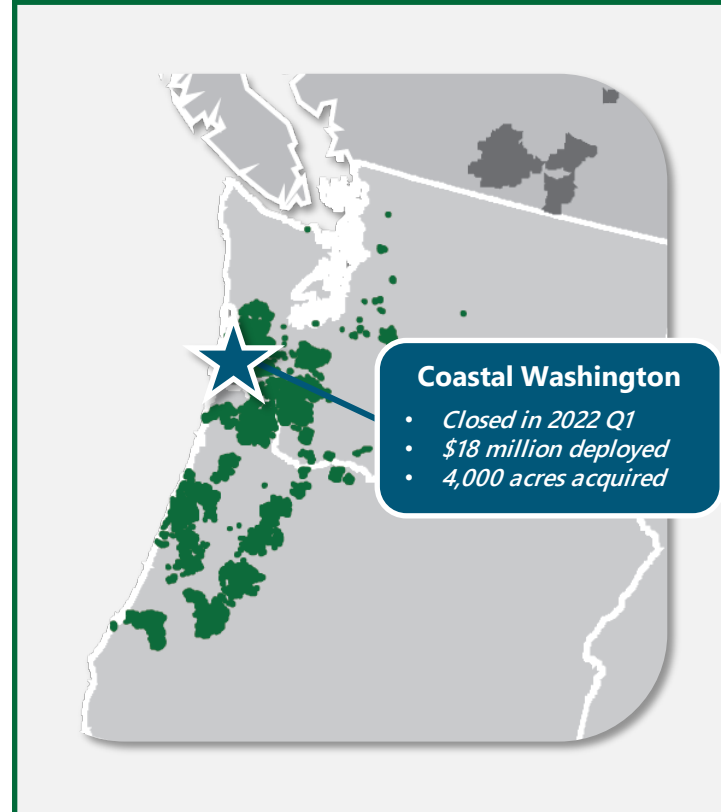 Coastal Washington
• Closed in 2022 Q1
• $18 million deployed
• 4,000 acres acquired